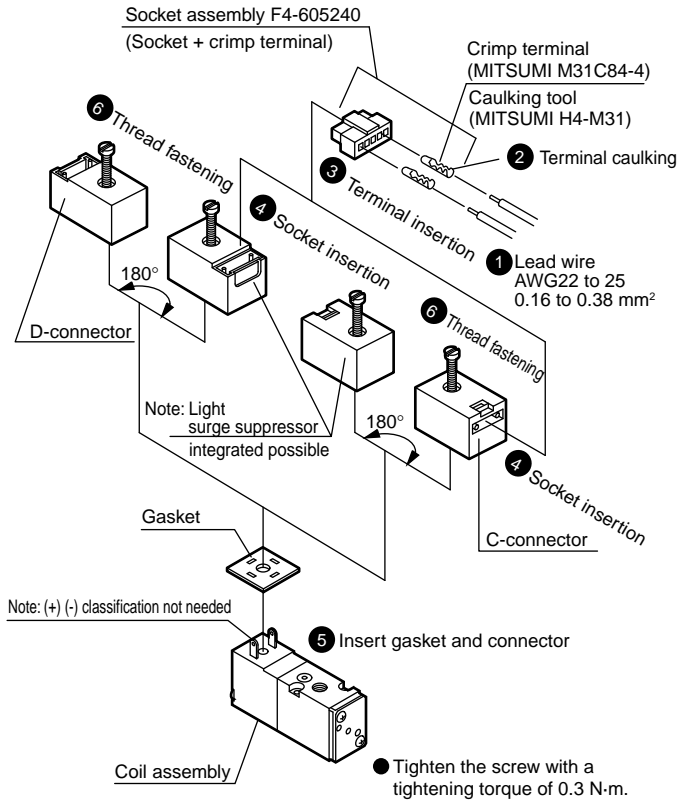 Socket assembly F4-605240
(Socket + crimp terminal)
Crimp terminal
(MITSUMI M31C84-4)
Caulking tool
(MITSUMI H4-M31)
2 Terminal caulking
6 Thread fastening
3 Terminal insertion
4 Socket insertion
1 Lead wire
AWG22 to 25
0.16 to 0.38 mm²
180°
D-connector
6 Thread fastening
Note: Light
surge suppressor
integrated possible
180°
4 Socket insertion
C-connector
Gasket
Note: (+) (-) classification not needed
5 Insert gasket and connector
Coil assembly
● Tighten the screw with a
tightening torque of 0.3 N·m.